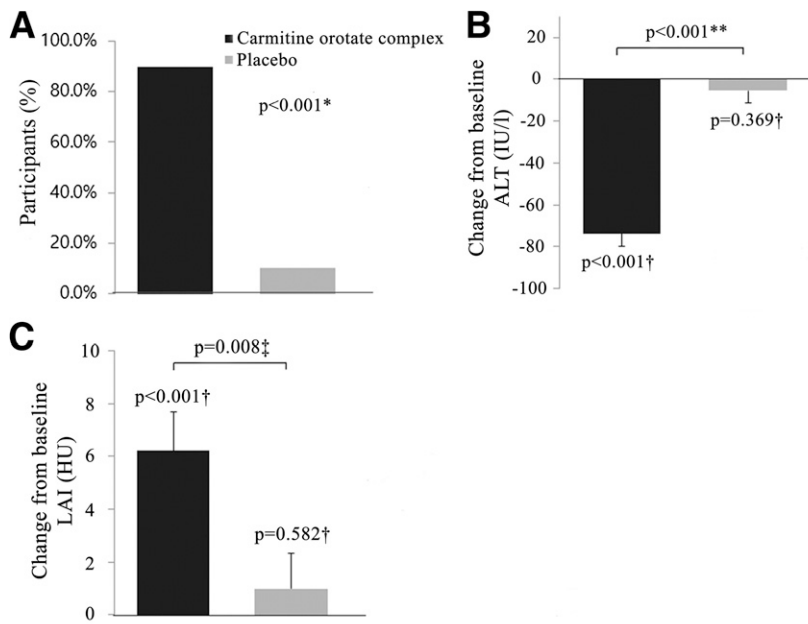 A
Participants (%)
100.0%
80.0%
60.0%
40.0%
20.0%
0.0%
Carmitine orotate complex
Placebo
p<0.001*
B
Change from baseline
ALT (IU/l)
20
0
-20
-40
-60
-80
-100
p<0.001**
p=0.369†
p<0.001†
C
Change from baseline
LAI (HU)
10
8
6
4
2
0
p=0.008‡
p<0.001†
p=0.582†